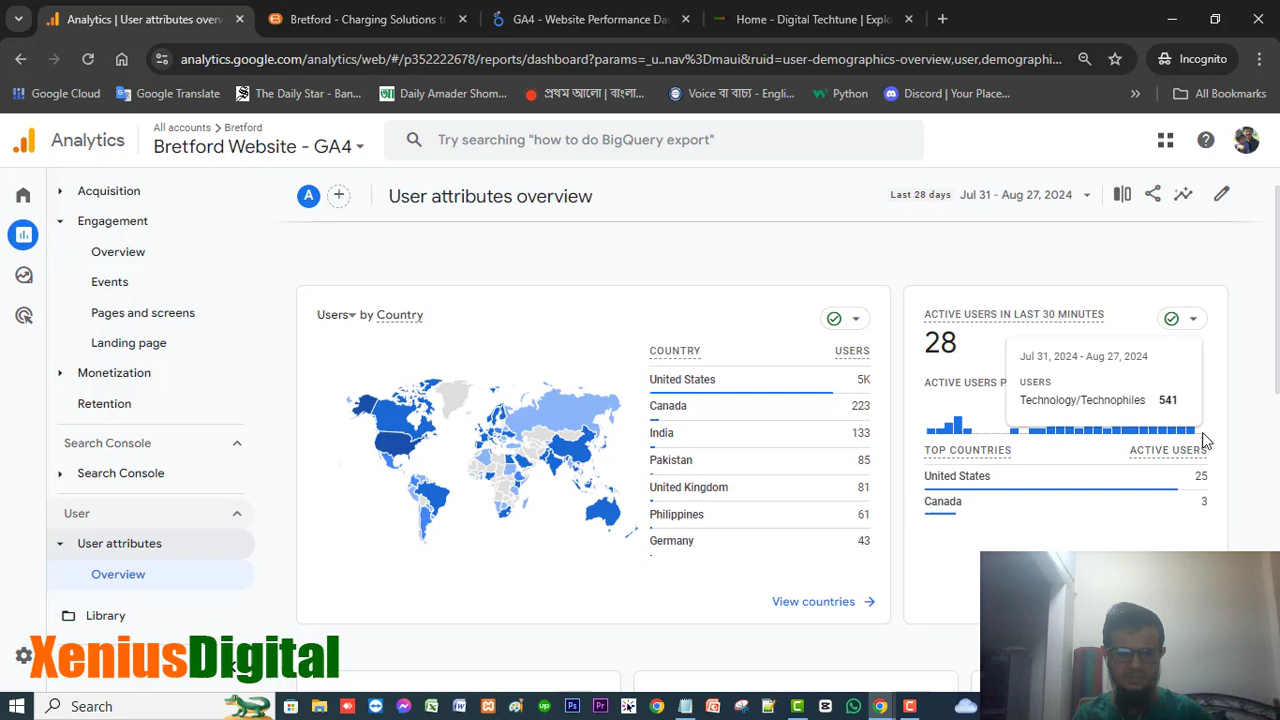 Analytics | User attributes over
Bretford - Charging Solutions to
GA4 - Website Performance Da
Home - Digital Techtune | Explo
analytics.google.com/analytics/web/#/p352222678/reports/dashboard?params=_u..nav%3Dmaui&ruid=user-demographics-overview,user,demographi...
Incognito
Google Cloud
Google Translate
The Daily Star - Ban...
Daily Amader Shom...
প্রথম আলো | বাংলা...
Voice বা বাচ্য - Engli...
Python
Discord | Your Place...
All Bookmarks
Analytics
All accounts > Bretford
Bretford Website - GA4
Try searching "how to do BigQuery export"
Acquisition
Engagement
Overview
Events
Pages and screens
Landing page
Monetization
Retention
Search Console
Search Console
User
User attributes
Overview
Library
A
User attributes overview
Last 28 days Jul 31 - Aug 27, 2024
Users by Country
COUNTRY USERS
United States 5K
Canada 223
India 133
Pakistan 85
United Kingdom 81
Philippines 61
Germany 43
View countries
ACTIVE USERS IN LAST 30 MINUTES
28
Jul 31, 2024 - Aug 27, 2024
USERS
Technology/Technophiles 541
ACTIVE USERS P
TOP COUNTRIES ACTIVE USERS
United States 25
Canada 3
XeniusDigital
Search